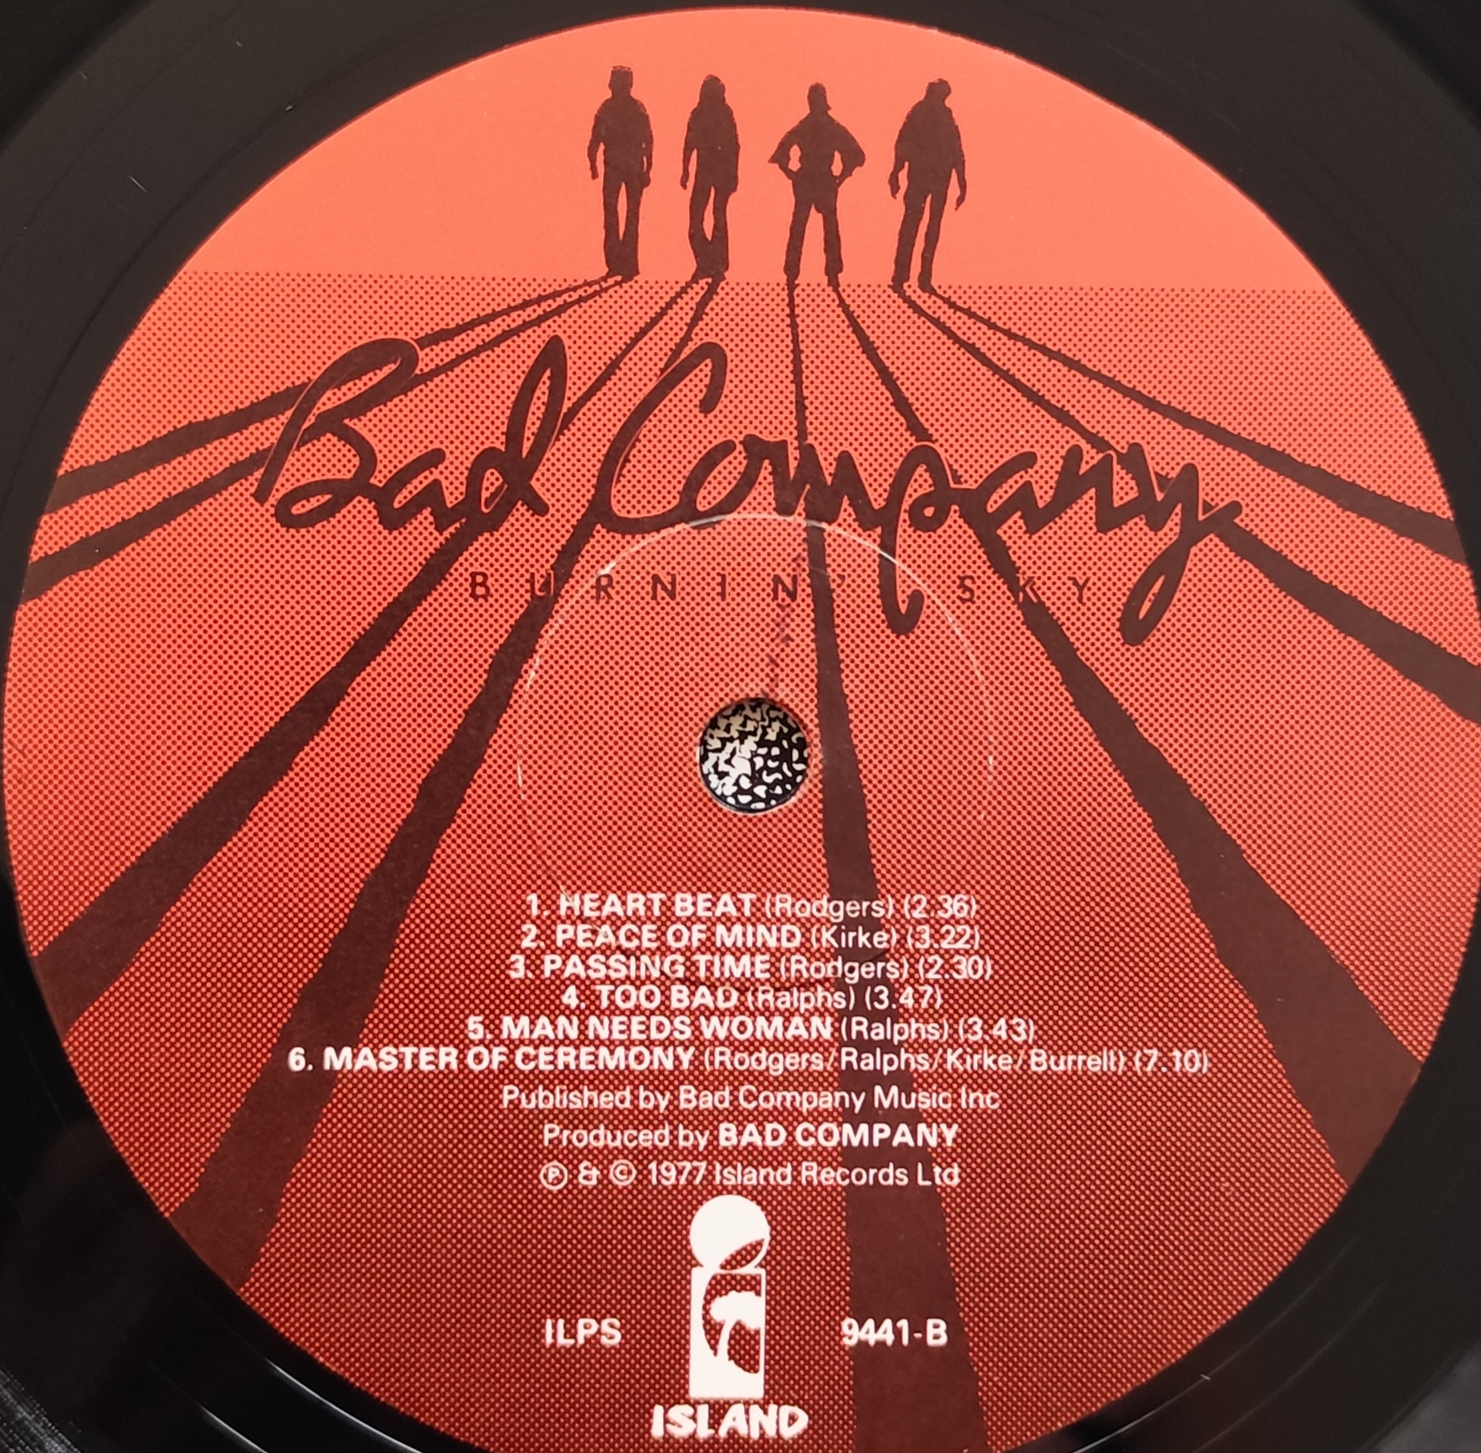 Bad Company
BURNIN' SKY
1. HEART BEAT (Rodgers) (2.36)
2. PEACE OF MIND (Kirke) (3.22)
3. PASSING TIME (Rodgers) (2.30)
4. TOO BAD (Ralphs) (3.47)
5. MAN NEEDS WOMAN (Ralphs) (3.43)
6. MASTER OF CEREMONY (Rodgers/Ralphs/Kirke/Burrell) (7.10)
Published by Bad Company Music Inc
Produced by BAD COMPANY
℗ & © 1977 Island Records Ltd
ILPS 9441-B
ISLAND